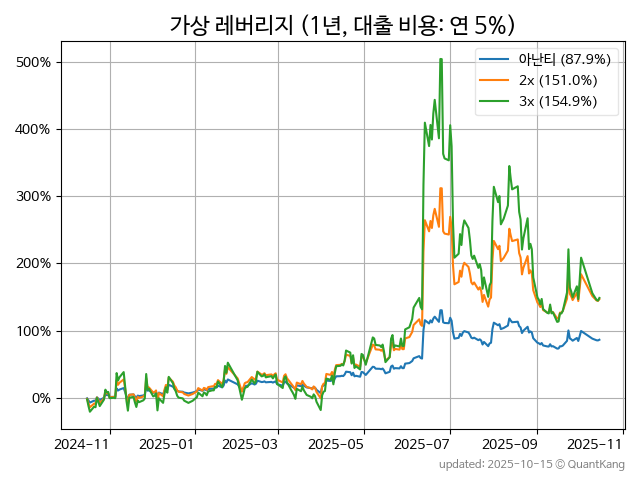 가상 레버리지 (1년, 대출 비용: 연 5%)
아난티 (87.9%)
2x (151.0%)
3x (154.9%)
500%
400%
300%
200%
100%
0%
2024-11 2025-01 2025-03 2025-05 2025-07 2025-09 2025-11
updated: 2025-10-15 © QuantKang